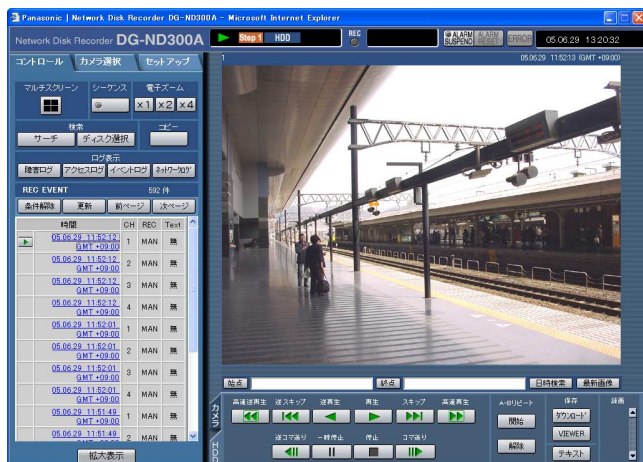 Panasonic | Network Disk Recorder DG-ND300A - Microsoft Internet Explorer
Network Disk Recorder DG-ND300A
Step 1 HDD
REC
ALARM SUSPEND
ALARM RESET
ERROR
05.06.29 13:20:32
コントロール カメラ選択 セットアップ
1 05.06.29 11:52:13 (GMT +09:00)
マルチスクリーン シーケンス 電子ズーム
x1 x2 x4
検索 コピー
サーチ ディスク選択
ログ表示
障害ログ アクセスログ イベントログ ネットワークログ
REC EVENT 592 件
条件解除 更新 前ページ 次ページ
時間 CH REC Text
05.06.29 11:52:12 GMT +09:00 1 MAN 無
05.06.29 11:52:12 GMT +09:00 2 MAN 無
05.06.29 11:52:12 GMT +09:00 3 MAN 無
05.06.29 11:52:12 GMT +09:00 4 MAN 無
05.06.29 11:52:01 GMT +09:00 1 MAN 無
05.06.29 11:52:01 GMT +09:00 2 MAN 無
05.06.29 11:52:01 GMT +09:00 3 MAN 無
05.06.29 11:52:01 GMT +09:00 4 MAN 無
05.06.29 11:51:49 GMT +09:00 1 MAN 無
05.06.29 11:51:49 2 MAN 無
拡大表示
始点 終点 日時検索 最新画像
カメラ
HDD
高速逆再生 逆スキップ 逆再生 再生 スキップ 高速再生
逆コマ送り 一時停止 停止 コマ送り
A-Bリピート
開始
解除
保存
ダウンロード
VIEWER
テキスト
録画